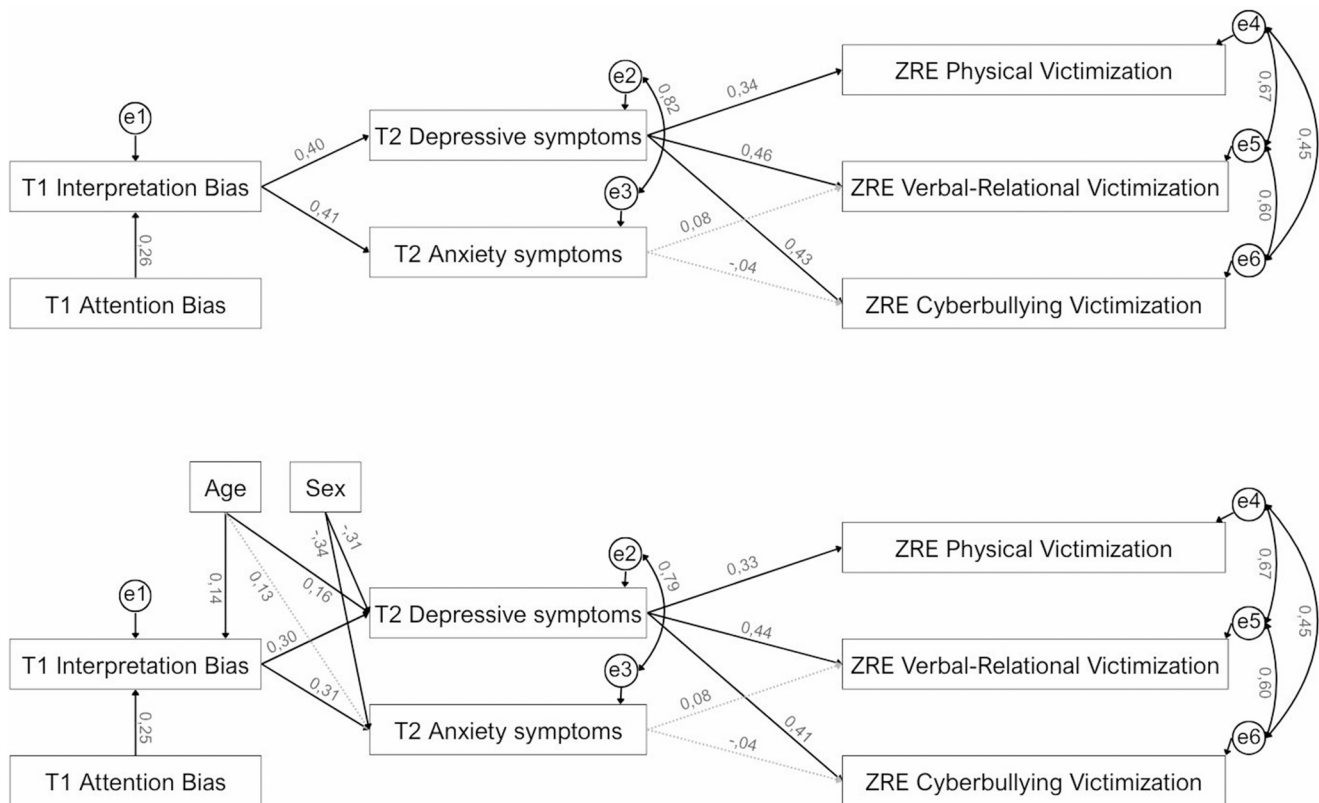 e4
ZRE Physical Victimization
e2
0,82
0,34
0,67
e1
T2 Depressive symptoms
0,40
0,46
e5
0,45
T1 Interpretation Bias
e3
ZRE Verbal-Relational Victimization
0,41
0,08
0,60
T2 Anxiety symptoms
0,26
-,04
0,43
e6
T1 Attention Bias
ZRE Cyberbullying Victimization
Age
Sex
e4
-,34
-,31
ZRE Physical Victimization
e2
0,79
0,33
0,67
0,14
0,13
0,16
e1
T2 Depressive symptoms
0,30
0,44
e5
0,45
T1 Interpretation Bias
e3
ZRE Verbal-Relational Victimization
0,31
0,08
0,60
T2 Anxiety symptoms
0,25
-,04
0,41
e6
T1 Attention Bias
ZRE Cyberbullying Victimization